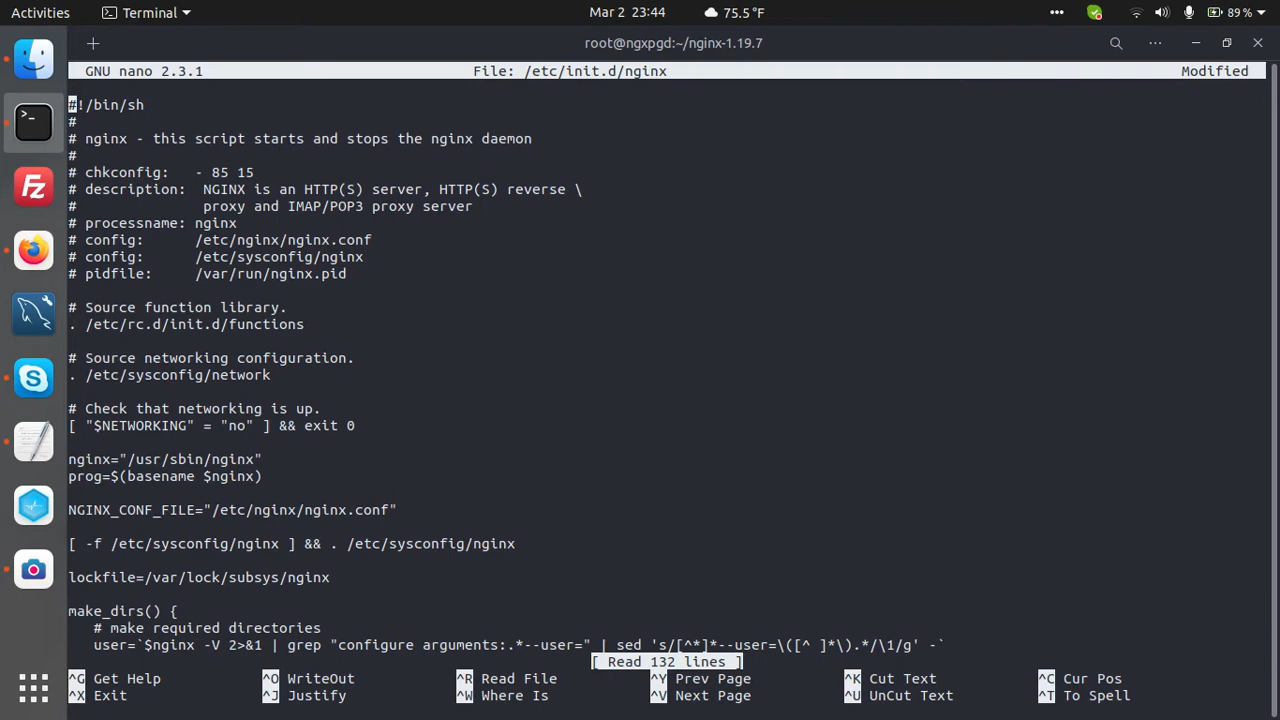 Activities
Terminal
Mar 2 23:44
75.5 °F
89 %
root@ngxpgd:~/nginx-1.19.7
GNU nano 2.3.1 File: /etc/init.d/nginx Modified
#!/bin/sh
#
# nginx - this script starts and stops the nginx daemon
#
# chkconfig:   - 85 15
# description:  NGINX is an HTTP(S) server, HTTP(S) reverse \
#               proxy and IMAP/POP3 proxy server
# processname: nginx
# config:      /etc/nginx/nginx.conf
# config:      /etc/sysconfig/nginx
# pidfile:     /var/run/nginx.pid
# Source function library.
. /etc/rc.d/init.d/functions
# Source networking configuration.
. /etc/sysconfig/network
# Check that networking is up.
[ "$NETWORKING" = "no" ] && exit 0
nginx="/usr/sbin/nginx"
prog=$(basename $nginx)
NGINX_CONF_FILE="/etc/nginx/nginx.conf"
[ -f /etc/sysconfig/nginx ] && . /etc/sysconfig/nginx
lockfile=/var/lock/subsys/nginx
make_dirs() {
   # make required directories
   user=`$nginx -V 2>&1 | grep "configure arguments:.*--user=" | sed 's/[^*]*--user=\([^ ]*\).*/\1/g' -`
[ Read 132 lines ]
^G Get Help ^O WriteOut ^R Read File ^Y Prev Page ^K Cut Text ^C Cur Pos
^X Exit ^J Justify ^W Where Is ^V Next Page ^U UnCut Text ^T To Spell